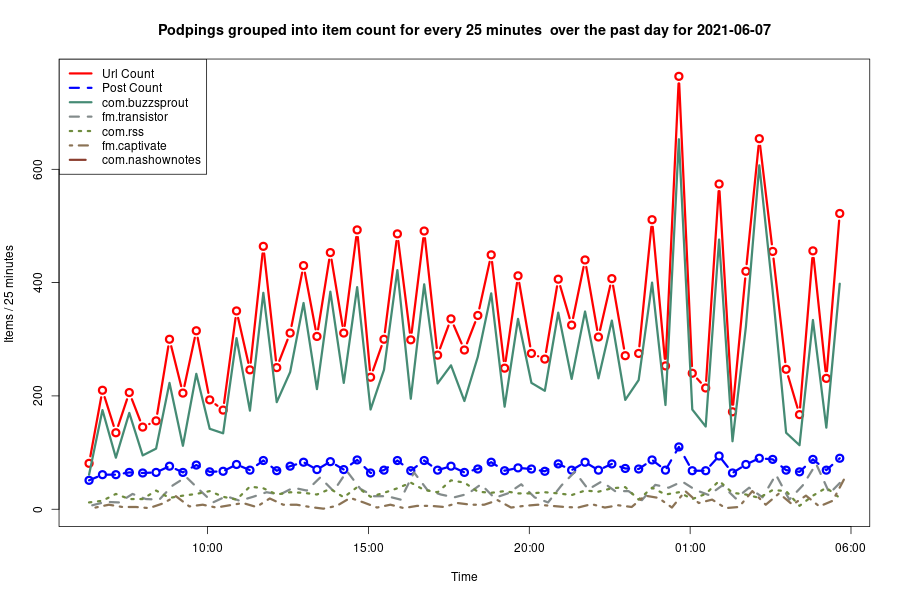 Podpings grouped into item count for every 25 minutes  over the past day for 2021-06-07
Url Count
Post Count
com.buzzsprout
fm.transistor
com.rss
fm.captivate
com.nashownotes
Items / 25 minutes
600
400
200
0
10:00 15:00 20:00 01:00 06:00
Time